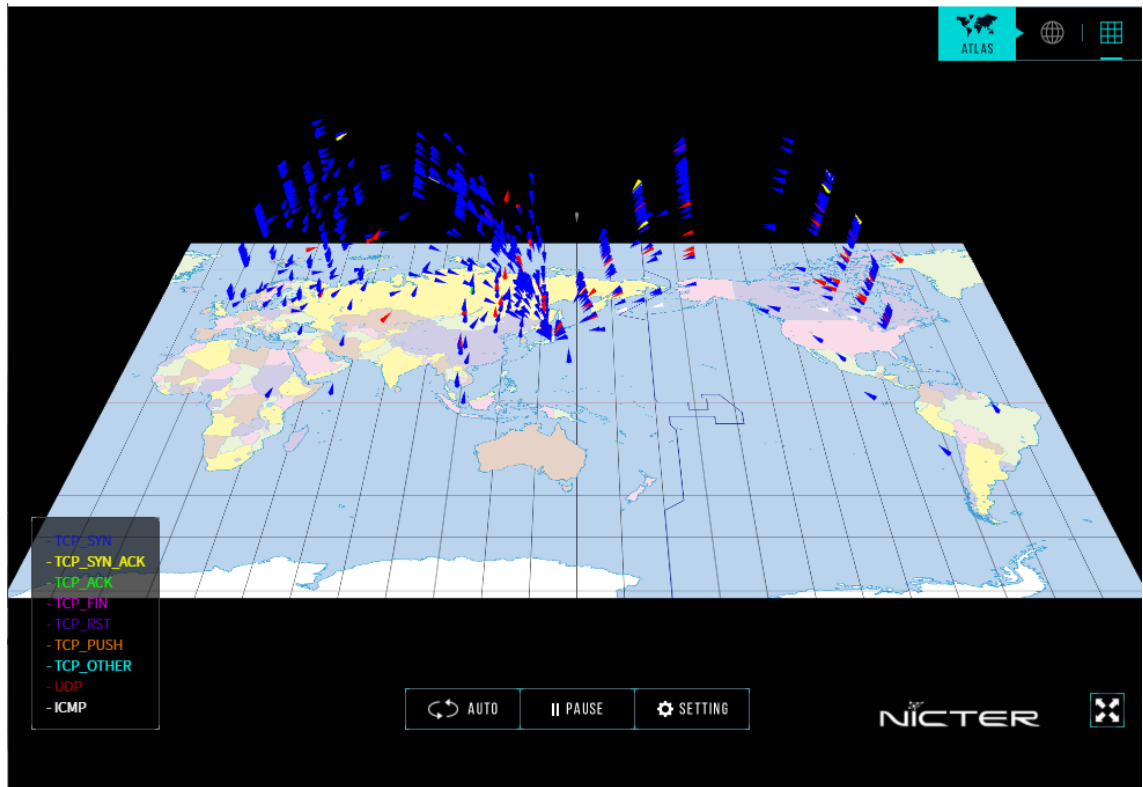 ATLAS
- TCP_SYN
- TCP_SYN_ACK
- TCP_ACK
- TCP_FIN
- TCP_RST
- TCP_PUSH
- TCP_OTHER
- UDP
- ICMP
AUTO
PAUSE
SETTING
NICTER